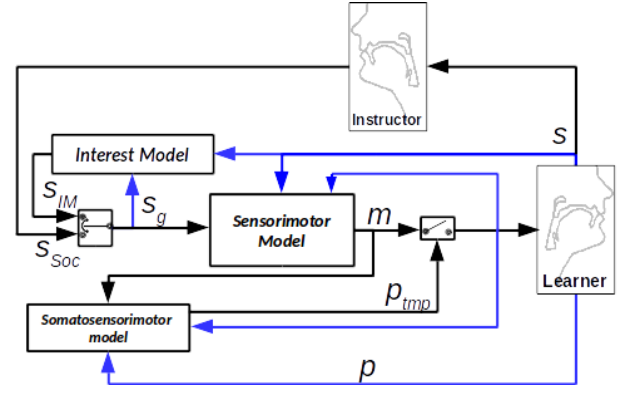 Instructor
S
Interest Model
S_IM
S_g
S_Soc
Sensorimotor
Model
m
Learner
p_tmp
Somatosensorimotor
model
p